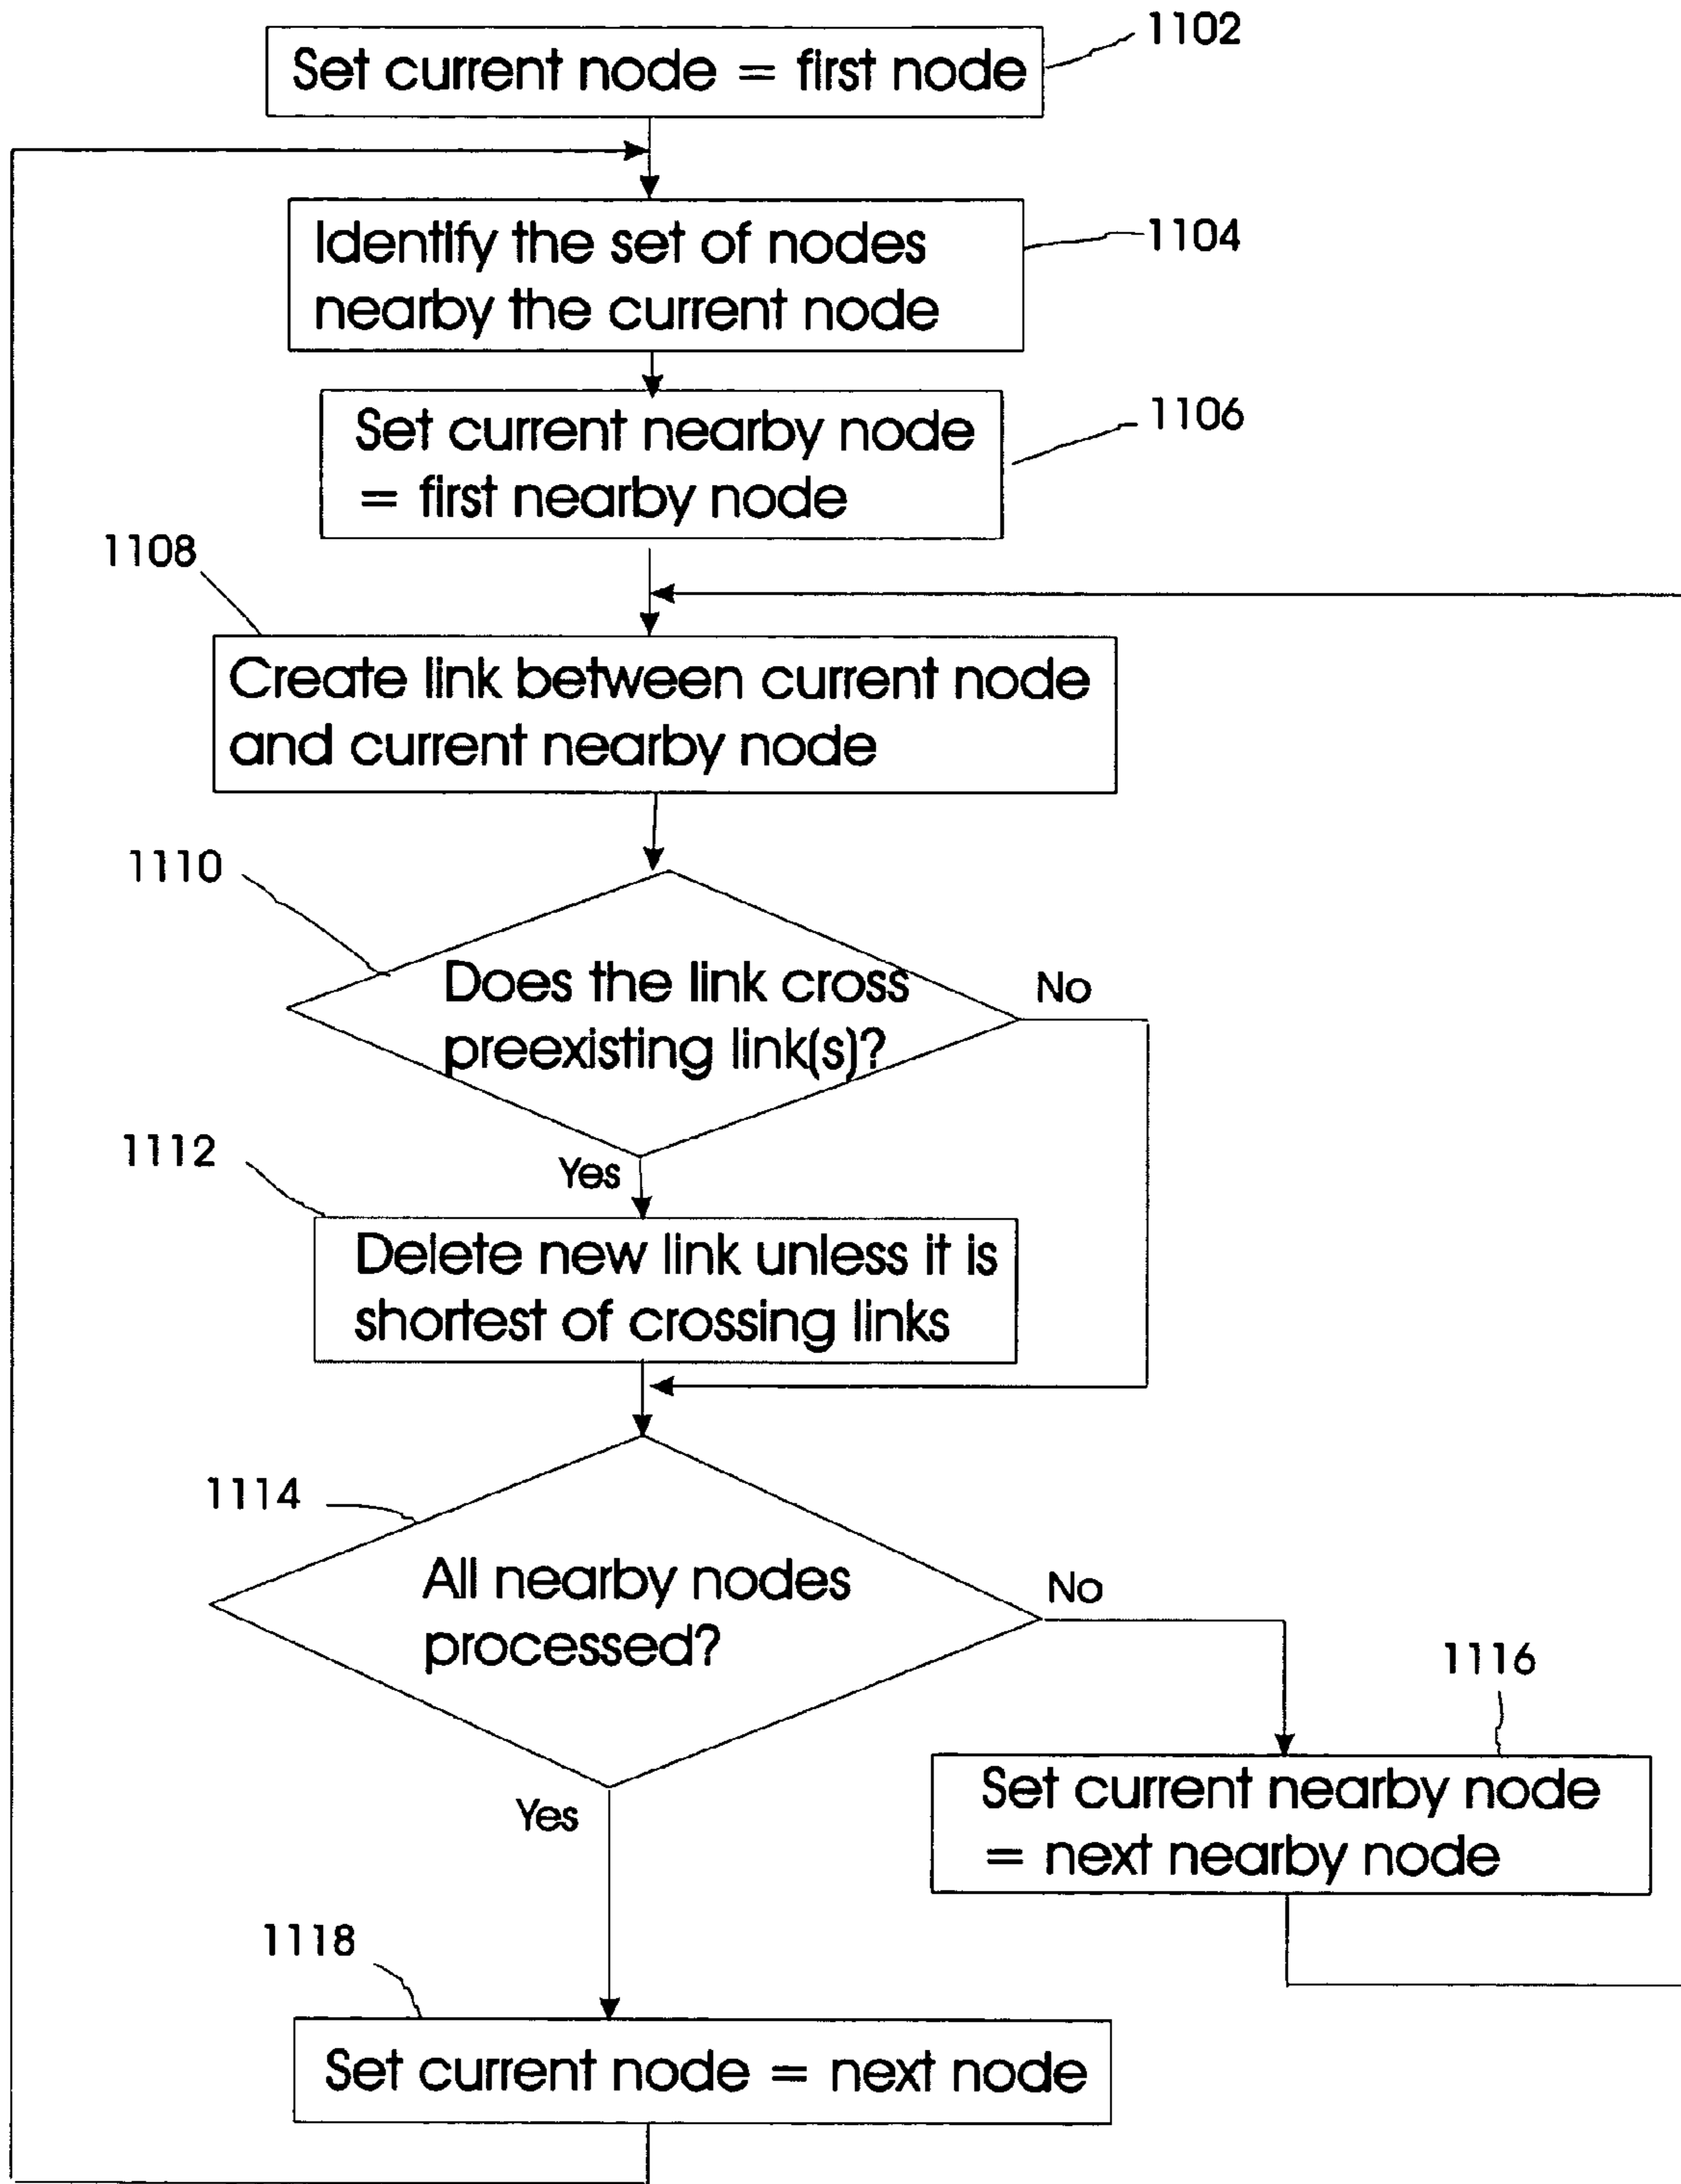 1102
Set current node = first node
1104
Identify the set of nodes
nearby the current node
1106
Set current nearby node
= first nearby node
1108
Create link between current node
and current nearby node
1110
Does the link cross
preexisting link(s)?
No
Yes
1112
Delete new link unless it is
shortest of crossing links
1114
All nearby nodes
processed?
No
Yes
1116
Set current nearby node
= next nearby node
1118
Set current node = next node